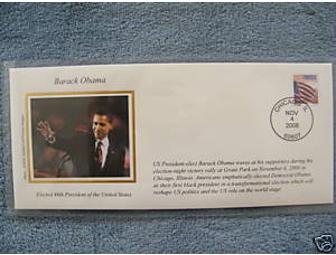 Barack Obama
CHICAGO, IL
NOV
4
2008
60607
US President-elect Barack Obama waves at his supporters during the
election-night victory rally at Grant Park on November 4, 2008 in
Chicago, Illinois. Americans emphatically elected Democrat Obama
as their first black president in a transformational election which will
reshape US politics and the US role on the world stage.
Elected 44th President of the United States